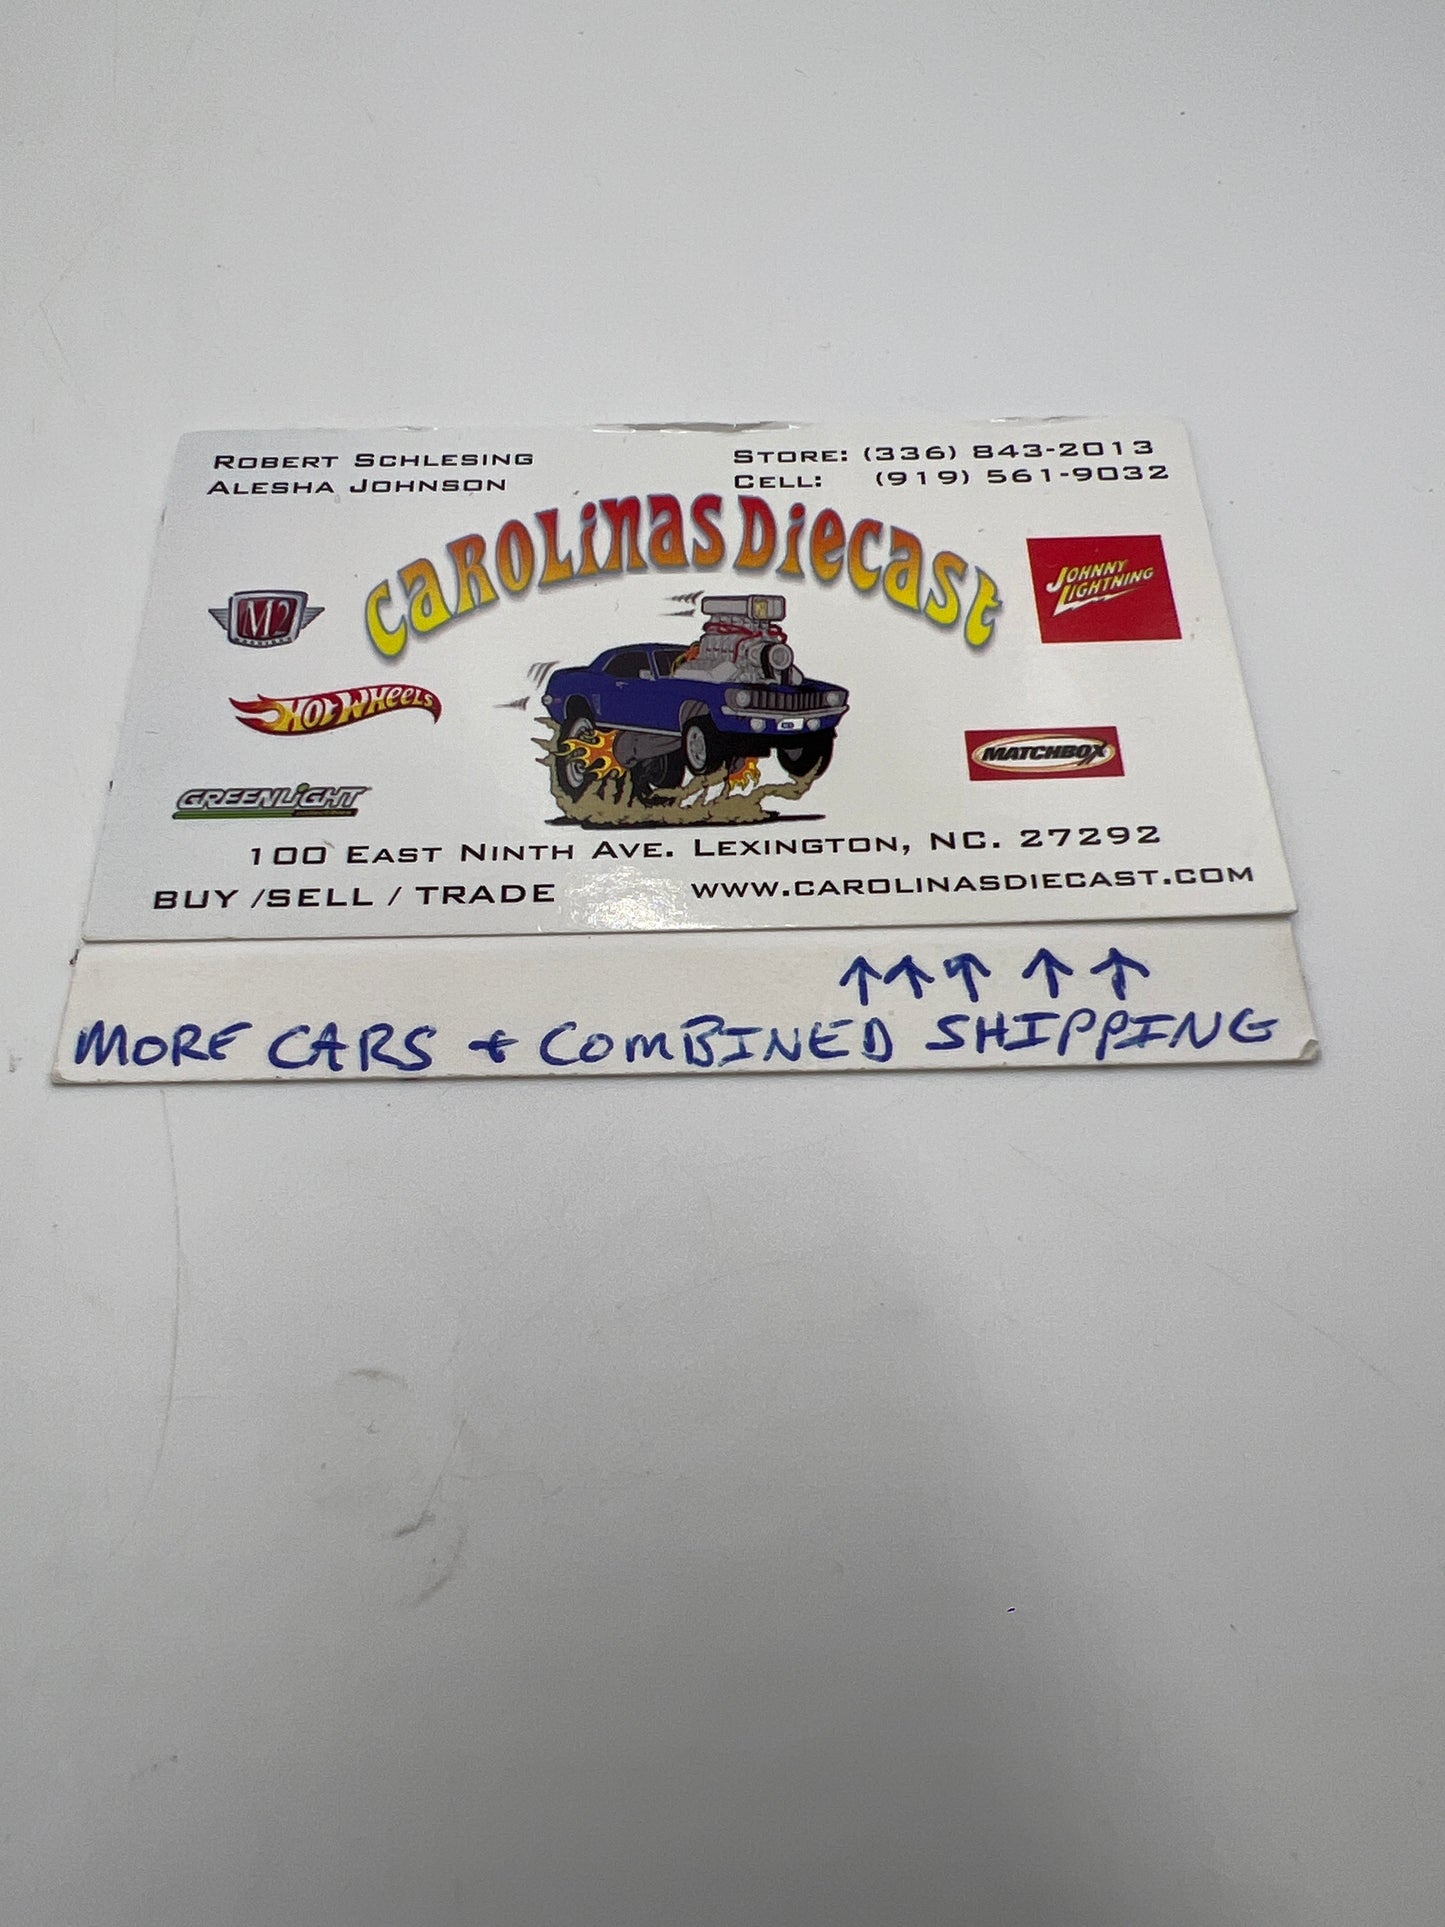 ROBERT SCHLESING
ALESHA JOHNSON
STORE: (336) 843-2013
CELL: (919) 561-9032
CAROLINAS DIECAST
M2
JOHNNY
LIGHTNING
HOT WHEELS
MATCHBOX
GREENLIGHT
100 EAST NINTH AVE. LEXINGTON, NC. 27292
BUY /SELL / TRADE
WWW.CAROLINASDIECAST.COM
↑ ↑ ↑ ↑ ↑
MORE CARS + COMBINED SHIPPING